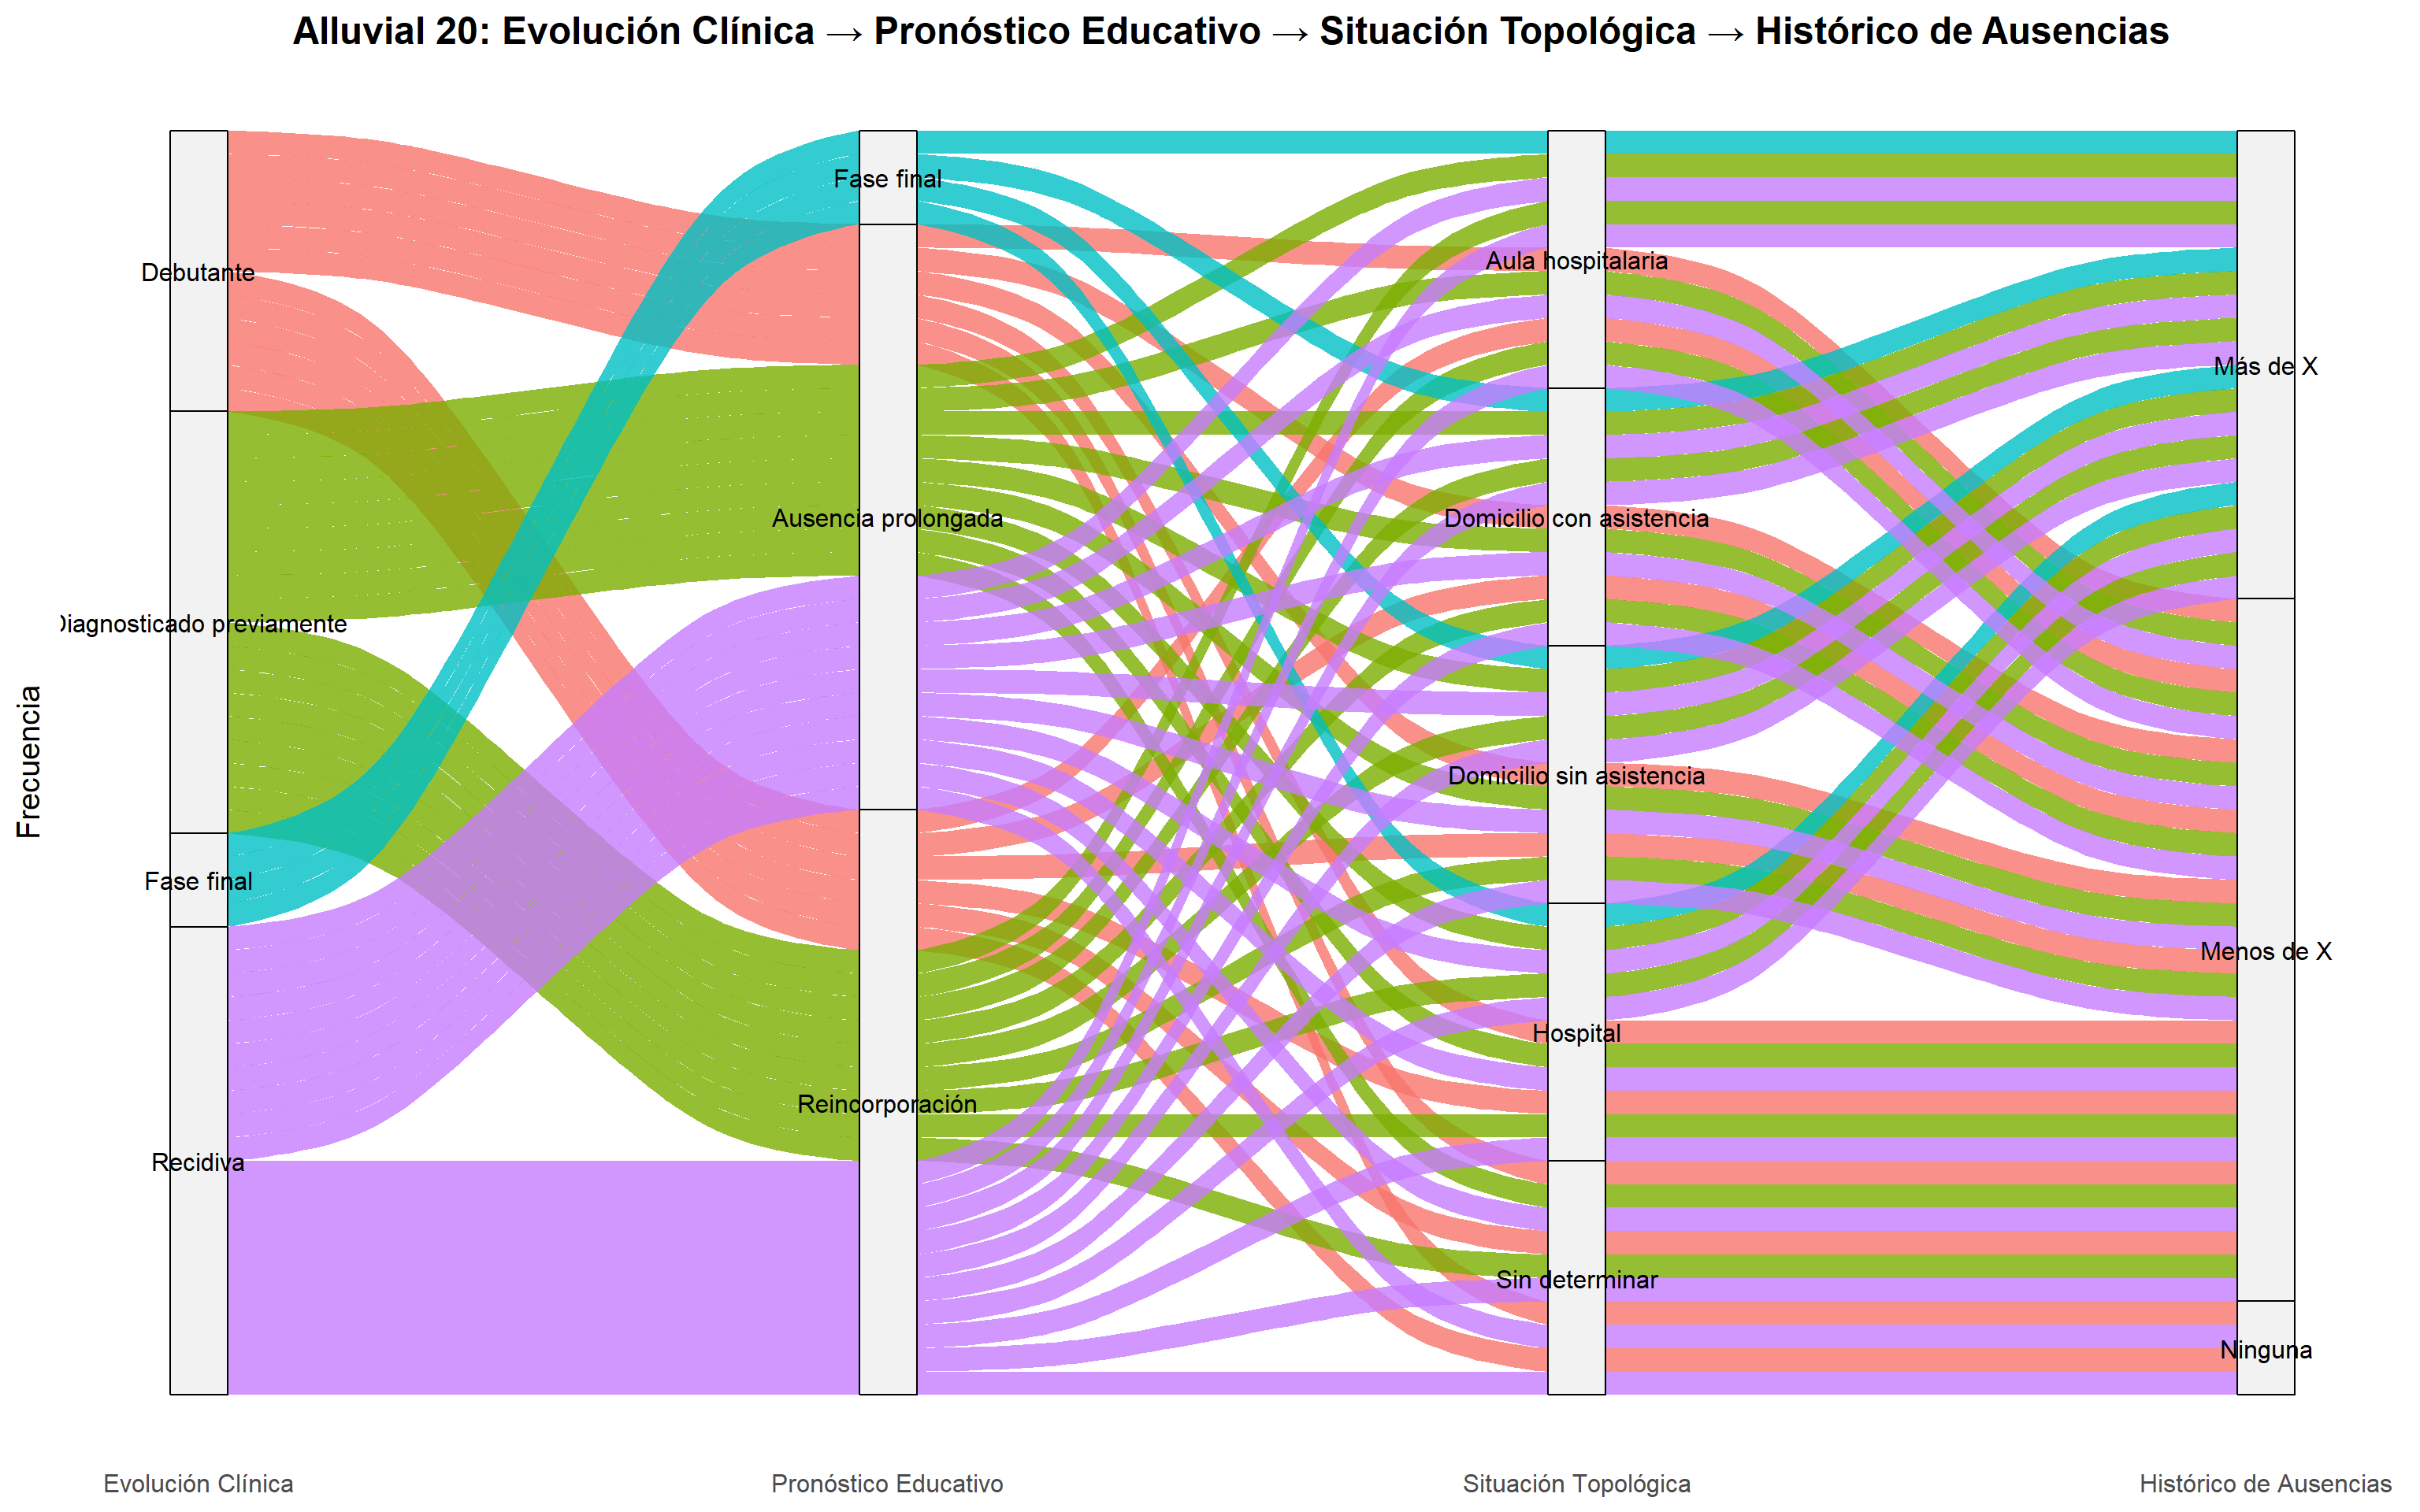 Alluvial 20: Evolución Clínica → Pronóstico Educativo → Situación Topológica → Histórico de Ausencias
Frecuencia
Debutante
Diagnosticado previamente
Fase final
Recidiva
Fase final
Ausencia prolongada
Reincorporación
Aula hospitalaria
Domicilio con asistencia
Domicilio sin asistencia
Hospital
Sin determinar
Más de X
Menos de X
Ninguna
Evolución Clínica
Pronóstico Educativo
Situación Topológica
Histórico de Ausencias